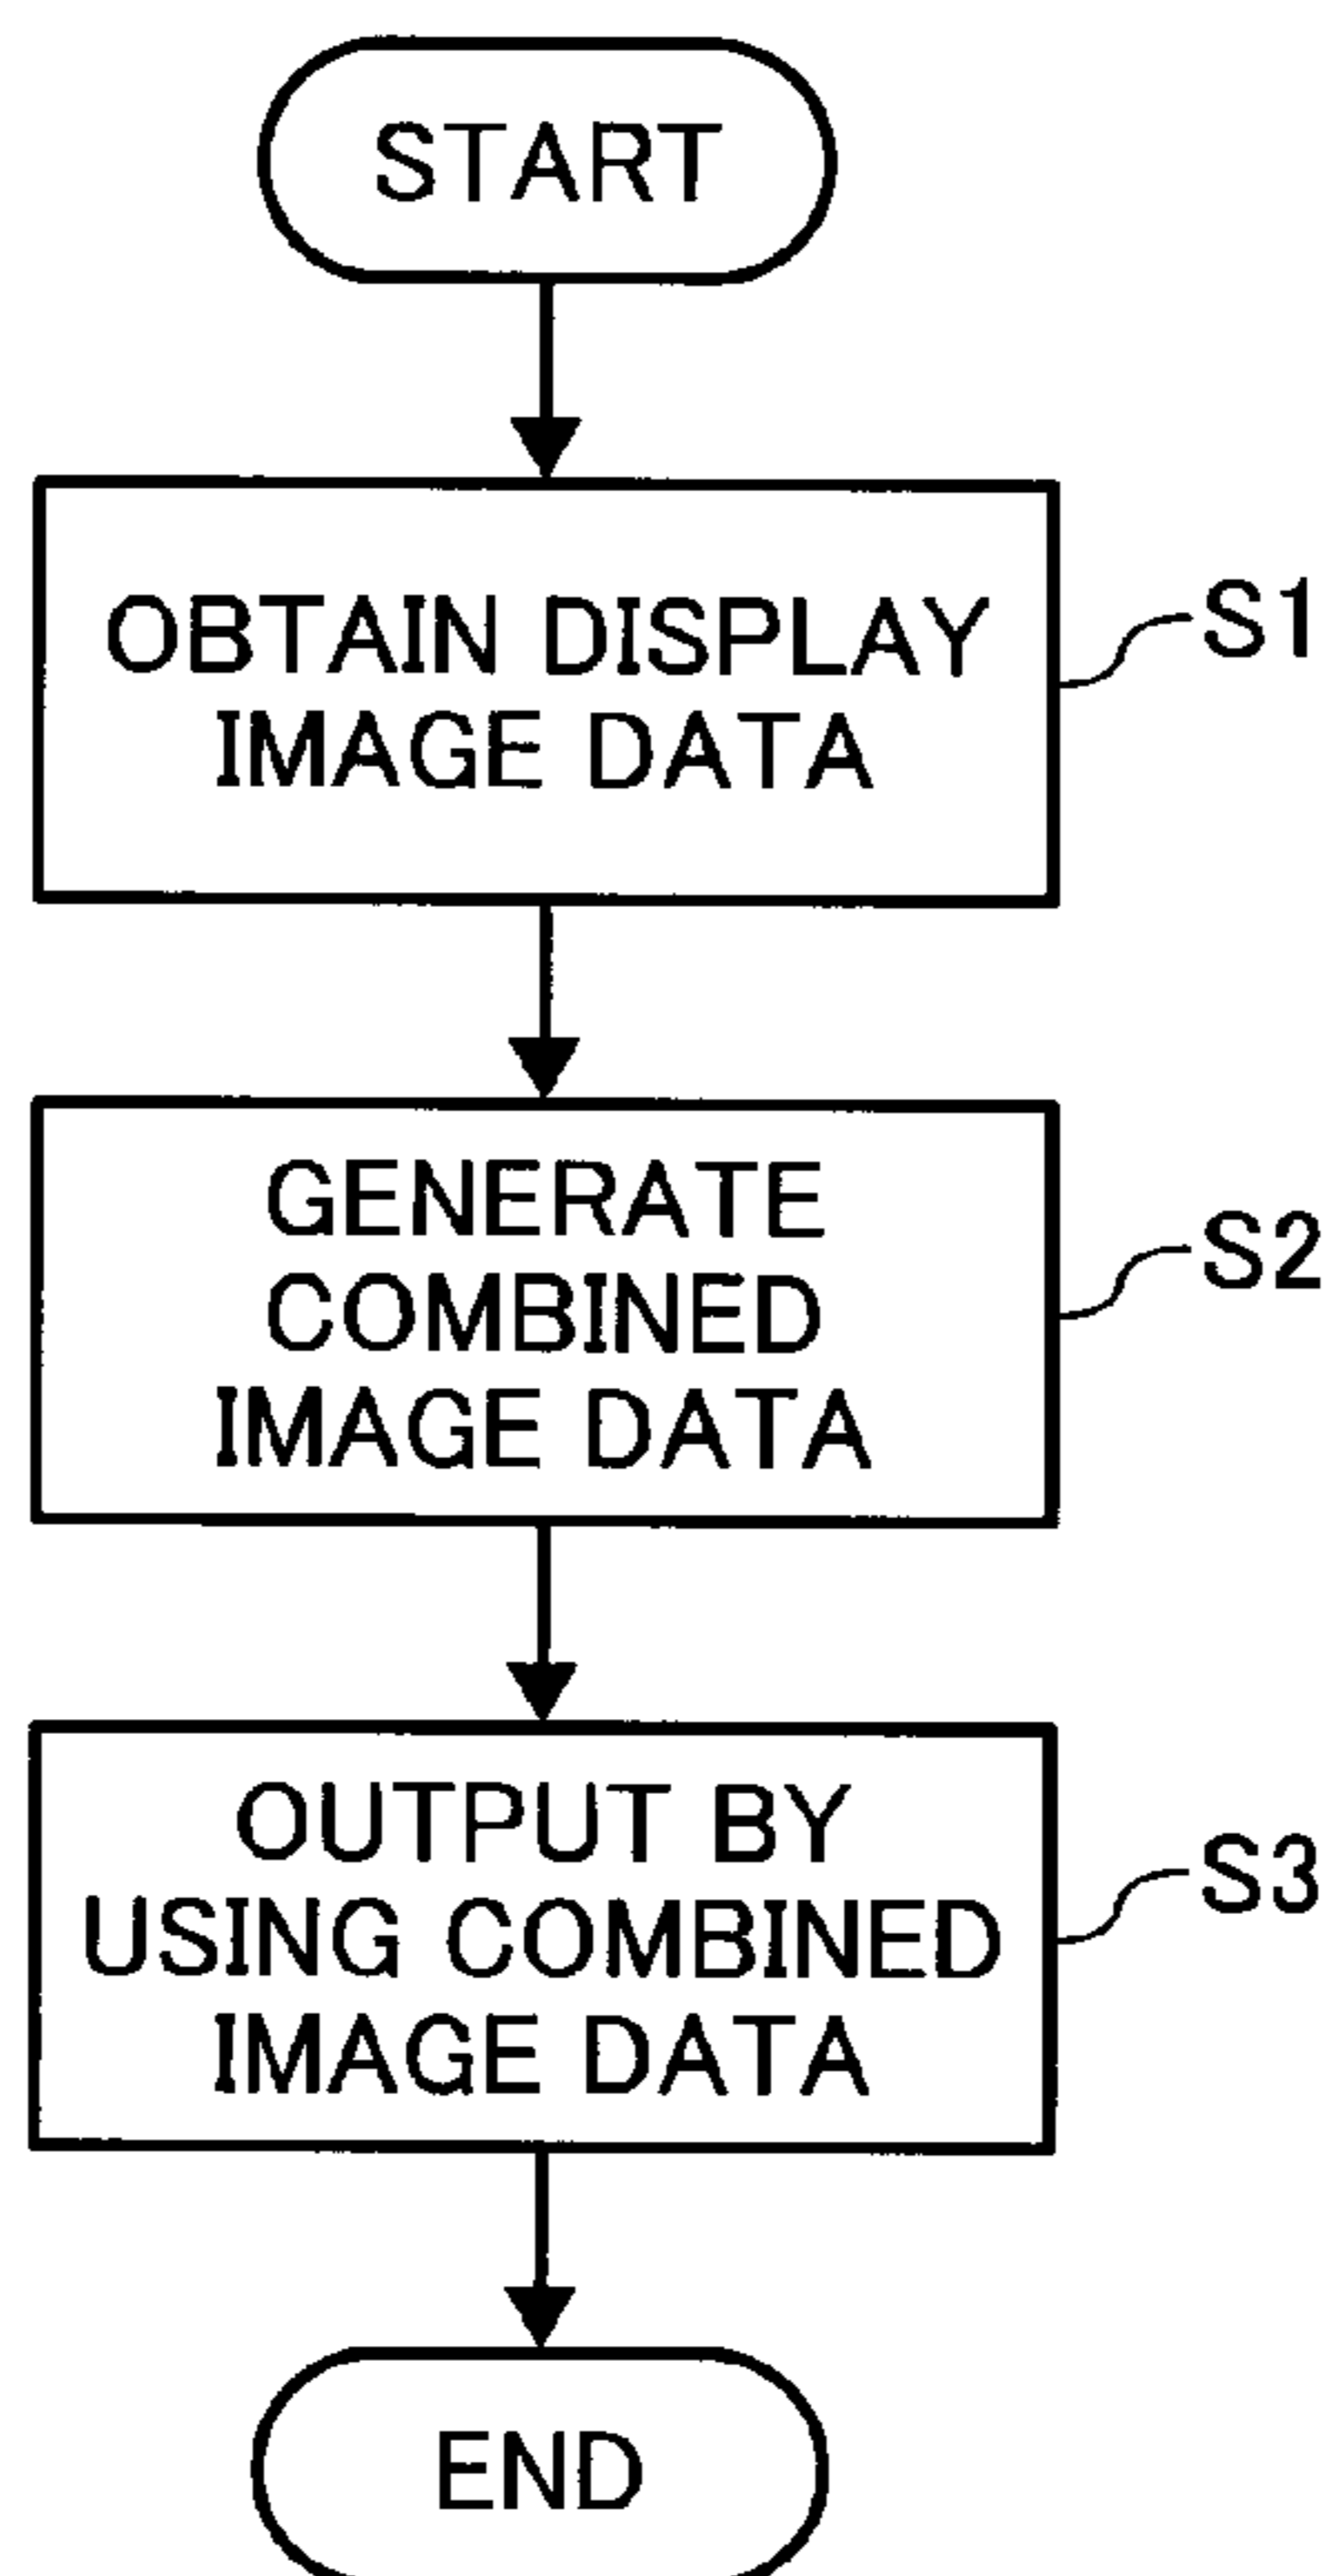 START
OBTAIN DISPLAY
IMAGE DATA
S1
GENERATE
COMBINED
IMAGE DATA
S2
OUTPUT BY
USING COMBINED
IMAGE DATA
S3
END